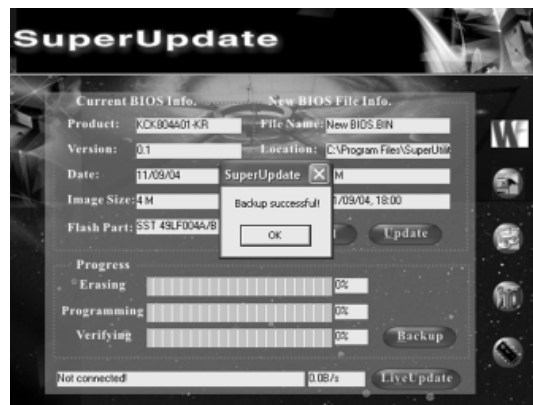 SuperUpdate
Current BIOS Info.
New BIOS File Info.
Product: KCK804A01-KR
File Name: New BIOS.BIN
Version: 0.1
Location: C:\Program Files\SuperUtilit
Date: 11/09/04
SuperUpdate
M
Image Size: 4 M
Backup successful!
1/09/04, 18:00
Flash Part: SST 49LF004A/B
OK
Update
Progress
Erasing 0%
Programming 0%
Verifying 0%
Backup
Not connected! 0.0B/s LiveUpdate